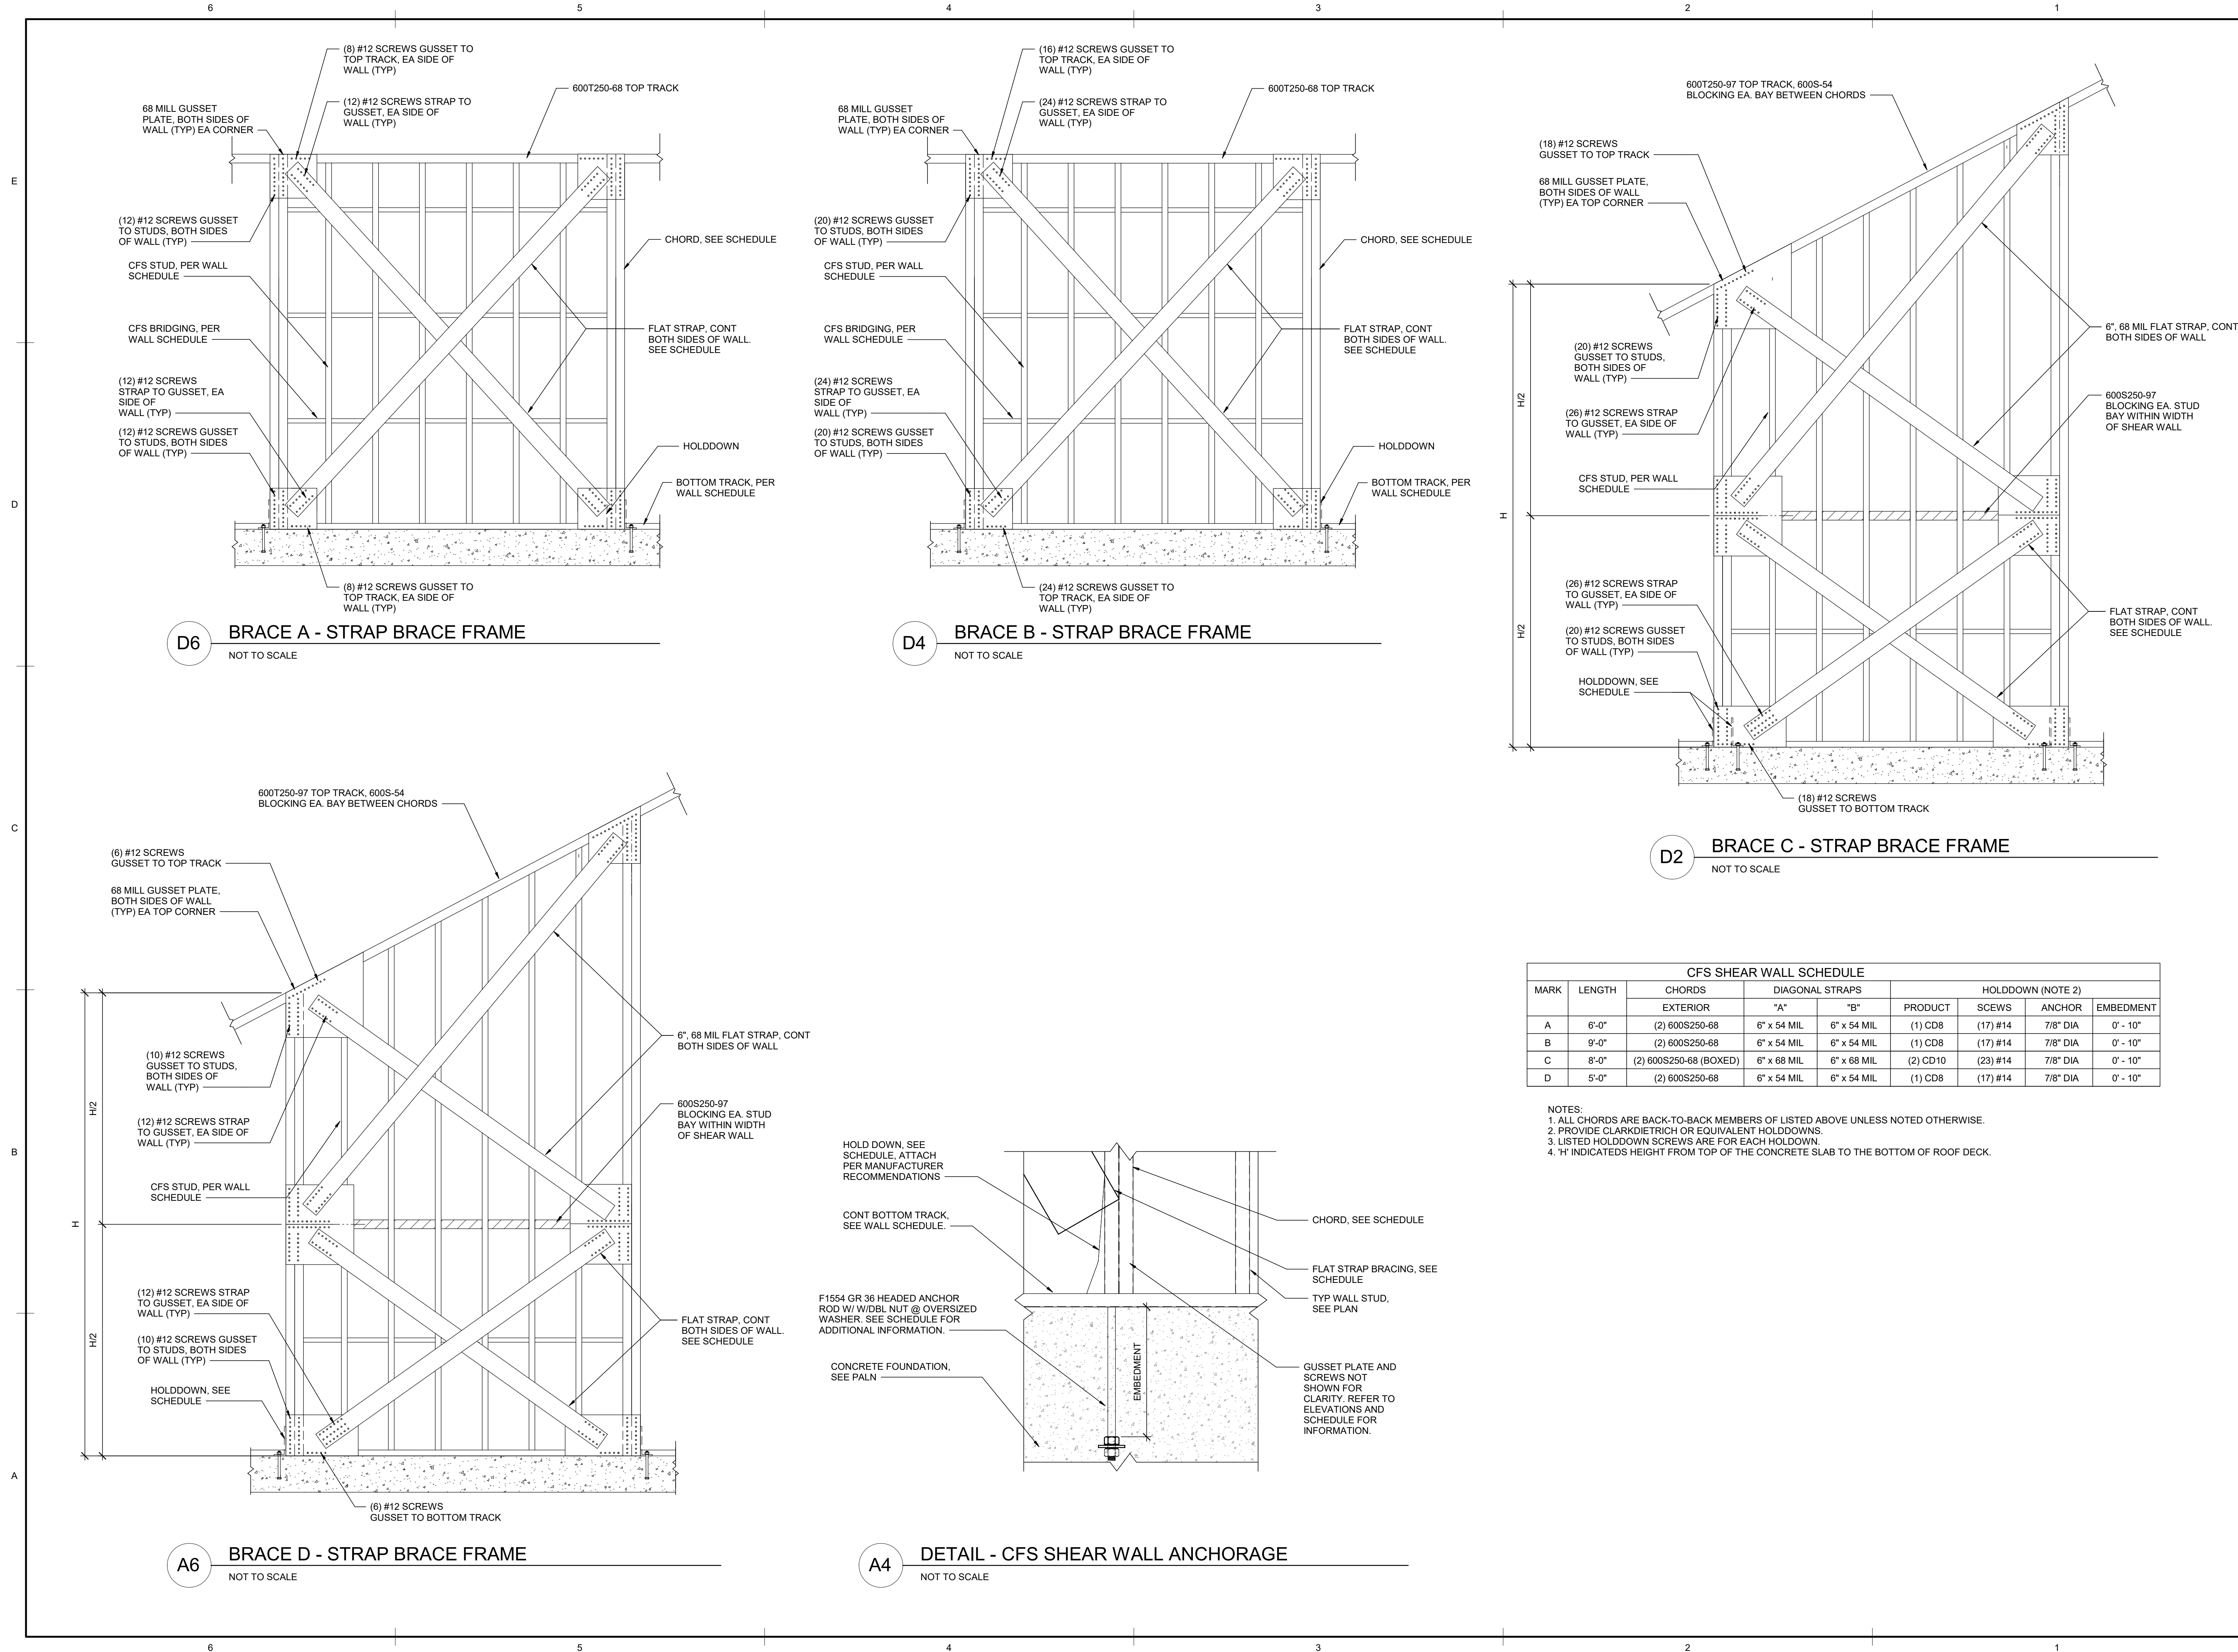 6
5
4
3
2
1
E
D
C
B
A
(8) #12 SCREWS GUSSET TO
TOP TRACK, EA SIDE OF
WALL (TYP)
600T250-68 TOP TRACK
68 MILL GUSSET
PLATE, BOTH SIDES OF
WALL (TYP) EA CORNER
(12) #12 SCREWS STRAP TO
GUSSET, EA SIDE OF
WALL (TYP)
(12) #12 SCREWS GUSSET
TO STUDS, BOTH SIDES
OF WALL (TYP)
CHORD, SEE SCHEDULE
CFS STUD, PER WALL
SCHEDULE
CFS BRIDGING, PER
WALL SCHEDULE
FLAT STRAP, CONT
BOTH SIDES OF WALL.
SEE SCHEDULE
(12) #12 SCREWS
STRAP TO GUSSET, EA
SIDE OF
WALL (TYP)
(12) #12 SCREWS GUSSET
TO STUDS, BOTH SIDES
OF WALL (TYP)
HOLDDOWN
BOTTOM TRACK, PER
WALL SCHEDULE
(8) #12 SCREWS GUSSET TO
TOP TRACK, EA SIDE OF
WALL (TYP)
D6
BRACE A - STRAP BRACE FRAME
NOT TO SCALE
(16) #12 SCREWS GUSSET TO
TOP TRACK, EA SIDE OF
WALL (TYP)
600T250-68 TOP TRACK
68 MILL GUSSET
PLATE, BOTH SIDES OF
WALL (TYP) EA CORNER
(24) #12 SCREWS STRAP TO
GUSSET, EA SIDE OF
WALL (TYP)
(20) #12 SCREWS GUSSET
TO STUDS, BOTH SIDES
OF WALL (TYP)
CHORD, SEE SCHEDULE
CFS STUD, PER WALL
SCHEDULE
CFS BRIDGING, PER
WALL SCHEDULE
FLAT STRAP, CONT
BOTH SIDES OF WALL.
SEE SCHEDULE
(24) #12 SCREWS
STRAP TO GUSSET, EA
SIDE OF
WALL (TYP)
(20) #12 SCREWS GUSSET
TO STUDS, BOTH SIDES
OF WALL (TYP)
HOLDDOWN
BOTTOM TRACK, PER
WALL SCHEDULE
(24) #12 SCREWS GUSSET TO
TOP TRACK, EA SIDE OF
WALL (TYP)
D4
BRACE B - STRAP BRACE FRAME
NOT TO SCALE
600T250-97 TOP TRACK, 600S-54
BLOCKING EA. BAY BETWEEN CHORDS
(18) #12 SCREWS
GUSSET TO TOP TRACK
68 MILL GUSSET PLATE,
BOTH SIDES OF WALL
(TYP) EA TOP CORNER
6", 68 MIL FLAT STRAP, CONT
BOTH SIDES OF WALL
(20) #12 SCREWS
GUSSET TO STUDS,
BOTH SIDES OF
WALL (TYP)
H/2
H
H/2
(26) #12 SCREWS STRAP
TO GUSSET, EA SIDE OF
WALL (TYP)
600S250-97
BLOCKING EA. STUD
BAY WITHIN WIDTH
OF SHEAR WALL
CFS STUD, PER WALL
SCHEDULE
(26) #12 SCREWS STRAP
TO GUSSET, EA SIDE OF
WALL (TYP)
(20) #12 SCREWS GUSSET
TO STUDS, BOTH SIDES
OF WALL (TYP)
FLAT STRAP, CONT
BOTH SIDES OF WALL.
SEE SCHEDULE
HOLDDOWN, SEE
SCHEDULE
(18) #12 SCREWS
GUSSET TO BOTTOM TRACK
D2
BRACE C - STRAP BRACE FRAME
NOT TO SCALE
600T250-97 TOP TRACK, 600S-54
BLOCKING EA. BAY BETWEEN CHORDS
(6) #12 SCREWS
GUSSET TO TOP TRACK
68 MILL GUSSET PLATE,
BOTH SIDES OF WALL
(TYP) EA TOP CORNER
6", 68 MIL FLAT STRAP, CONT
BOTH SIDES OF WALL
(10) #12 SCREWS
GUSSET TO STUDS,
BOTH SIDES OF
WALL (TYP)
H/2
H
H/2
(12) #12 SCREWS STRAP
TO GUSSET, EA SIDE OF
WALL (TYP)
600S250-97
BLOCKING EA. STUD
BAY WITHIN WIDTH
OF SHEAR WALL
CFS STUD, PER WALL
SCHEDULE
(12) #12 SCREWS STRAP
TO GUSSET, EA SIDE OF
WALL (TYP)
(10) #12 SCREWS GUSSET
TO STUDS, BOTH SIDES
OF WALL (TYP)
FLAT STRAP, CONT
BOTH SIDES OF WALL.
SEE SCHEDULE
HOLDDOWN, SEE
SCHEDULE
(6) #12 SCREWS
GUSSET TO BOTTOM TRACK
A6
BRACE D - STRAP BRACE FRAME
NOT TO SCALE
HOLD DOWN, SEE
SCHEDULE, ATTACH
PER MANUFACTURER
RECOMMENDATIONS
CONT BOTTOM TRACK,
SEE WALL SCHEDULE.
F1554 GR 36 HEADED ANCHOR
ROD W/ W/DBL NUT @ OVERSIZED
WASHER. SEE SCHEDULE FOR
ADDITIONAL INFORMATION.
CONCRETE FOUNDATION,
SEE PALN
EMBEDMENT
CHORD, SEE SCHEDULE
FLAT STRAP BRACING, SEE
SCHEDULE
TYP WALL STUD,
SEE PLAN
GUSSET PLATE AND
SCREWS NOT
SHOWN FOR
CLARITY. REFER TO
ELEVATIONS AND
SCHEDULE FOR
INFORMATION.
A4
DETAIL - CFS SHEAR WALL ANCHORAGE
NOT TO SCALE
CFS SHEAR WALL SCHEDULE
MARK LENGTH CHORDS DIAGONAL STRAPS HOLDDOWN (NOTE 2)
EXTERIOR "A" "B" PRODUCT SCEWS ANCHOR EMBEDMENT
A 6'-0" (2) 600S250-68 6" x 54 MIL 6" x 54 MIL (1) CD8 (17) #14 7/8" DIA 0' - 10"
B 9'-0" (2) 600S250-68 6" x 54 MIL 6" x 54 MIL (1) CD8 (17) #14 7/8" DIA 0' - 10"
C 8'-0" (2) 600S250-68 (BOXED) 6" x 68 MIL 6" x 68 MIL (2) CD10 (23) #14 7/8" DIA 0' - 10"
D 5'-0" (2) 600S250-68 6" x 54 MIL 6" x 54 MIL (1) CD8 (17) #14 7/8" DIA 0' - 10"
NOTES:
1. ALL CHORDS ARE BACK-TO-BACK MEMBERS OF LISTED ABOVE UNLESS NOTED OTHERWISE.
2. PROVIDE CLARKDIETRICH OR EQUIVALENT HOLDDOWNS.
3. LISTED HOLDDOWN SCREWS ARE FOR EACH HOLDOWN.
4. 'H' INDICATEDS HEIGHT FROM TOP OF THE CONCRETE SLAB TO THE BOTTOM OF ROOF DECK.
6
5
4
3
2
1